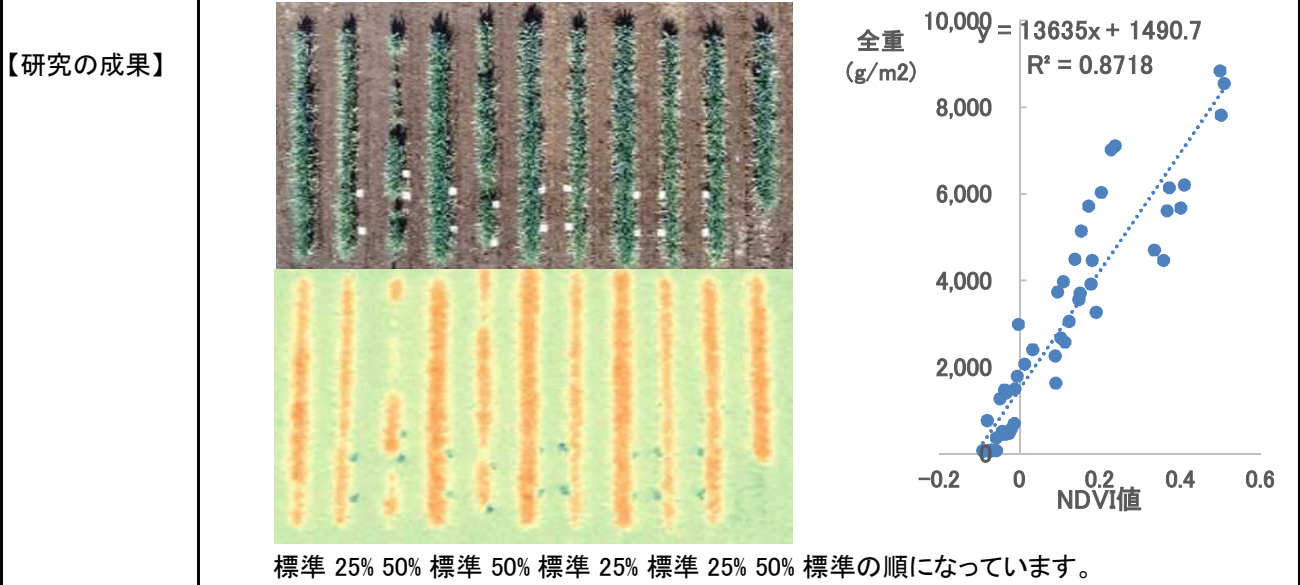 【研究の成果】
全重
(g/m2)
y = 13635x + 1490.7
R² = 0.8718
10,000
8,000
6,000
4,000
2,000
0
-0.2 0 0.2 0.4 0.6
NDVI値
標準 25% 50% 標準 50% 標準 25% 標準 25% 50% 標準の順になっています。